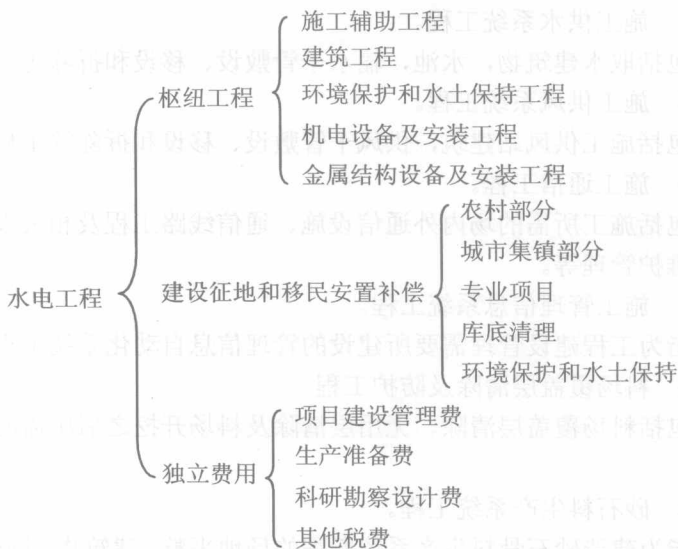 施工辅助工程
建筑工程
枢纽工程
环境保护和水土保持工程
机电设备及安装工程
金属结构设备及安装工程
农村部分
城市集镇部分
水电工程
建设征地和移民安置补偿
专业项目
库底清理
环境保护和水土保持
项目建设管理费
生产准备费
独立费用
科研勘察设计费
其他税费